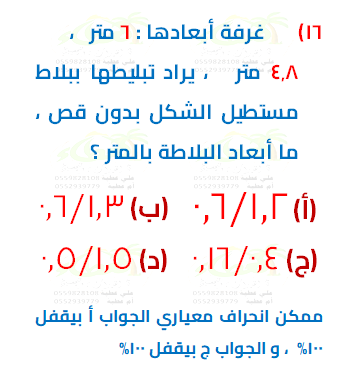 ١٦) غرفة أبعادها : ٦ متر ،
٤,٨ متر ، يراد تبليطها ببلاط
مستطيل الشكل بدون قص ،
ما أبعاد البلاطة بالمتر ؟
(أ) ٠,٦/١,٢ (ب) ٠,٦/١,٣
(ج) ٠,١٦/٠,٤ (د) ٠,٥/١,٥
ممكن انحراف معياري الجواب أ بيقفل
١٠٠% ، و الجواب ج بيقفل ١٠٠%